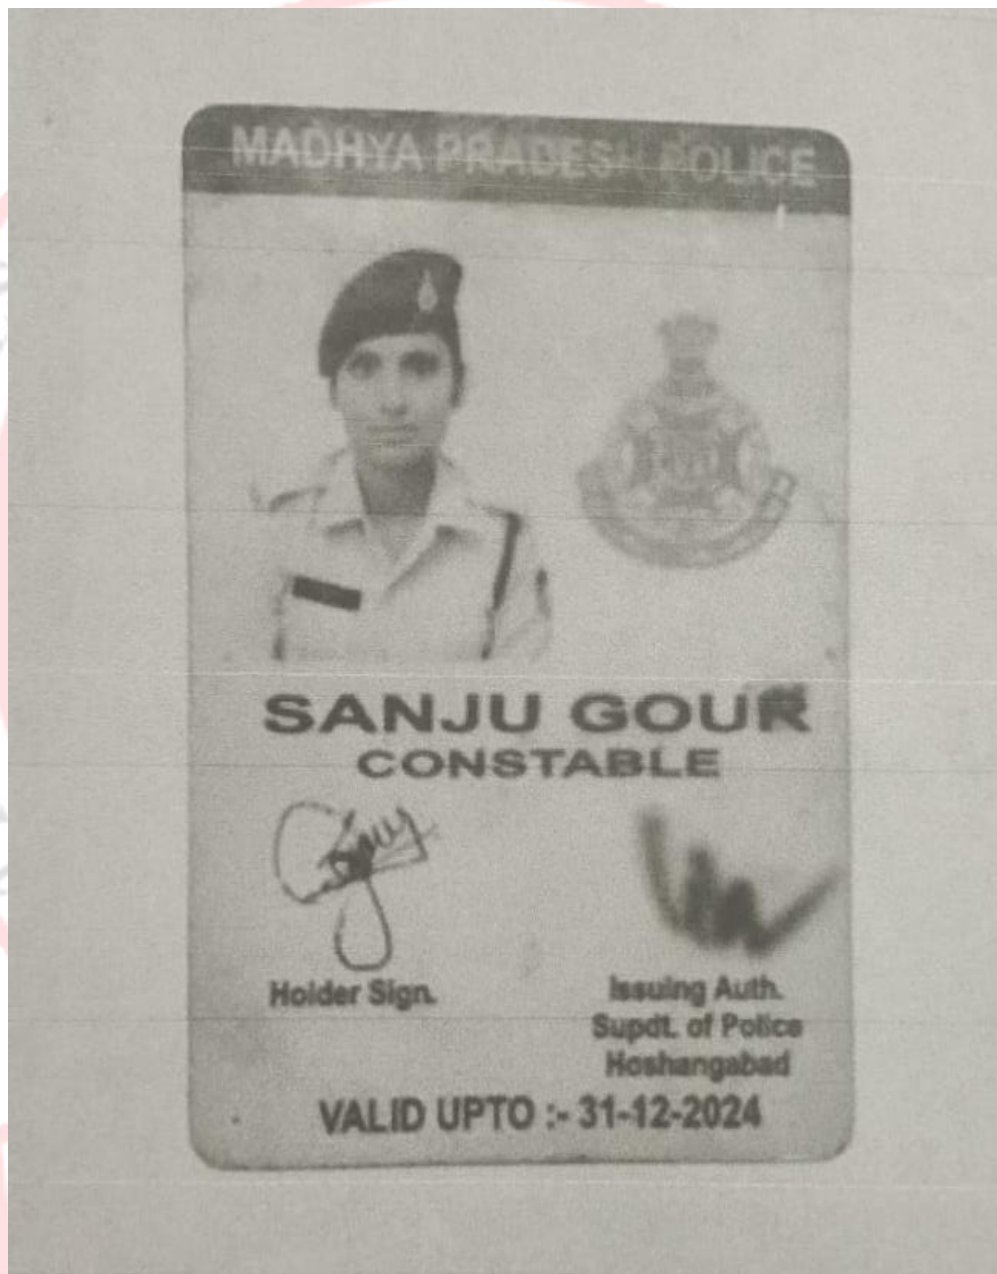 MADHYA PRADESH POLICE
SANJU GOUR
CONSTABLE
Holder Sign.
Issuing Auth.
Supdt. of Police
Hoshangabad
VALID UPTO :- 31-12-2024